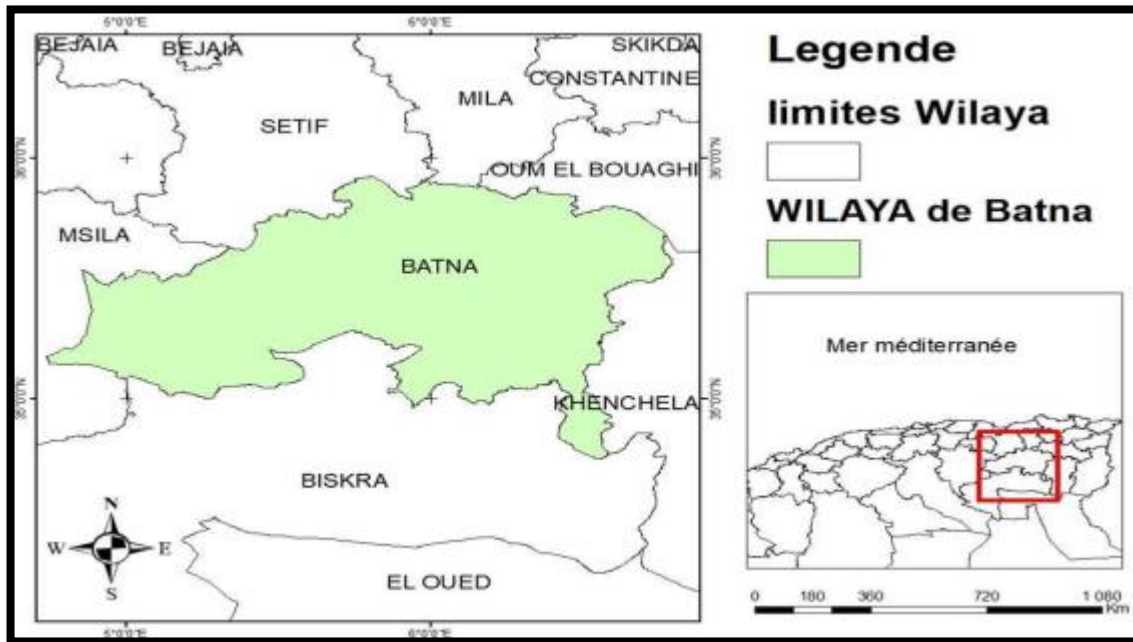 5°0'0"E 6°0'0"E
BEJAIA BEJAIA SKIKDA
CONSTANTINE
MILA
SETIF
36°0'0"N 36°0'0"N
OUM EL BOUAGHI
MSILA
BATNA
35°0'0"N 35°0'0"N
KHENCHELA
BISKRA
N
W E
S
EL OUED
5°0'0"E 6°0'0"E
Legende
limites Wilaya
WILAYA de Batna
Mer méditerranée
0 180 360 720 1 080
Km